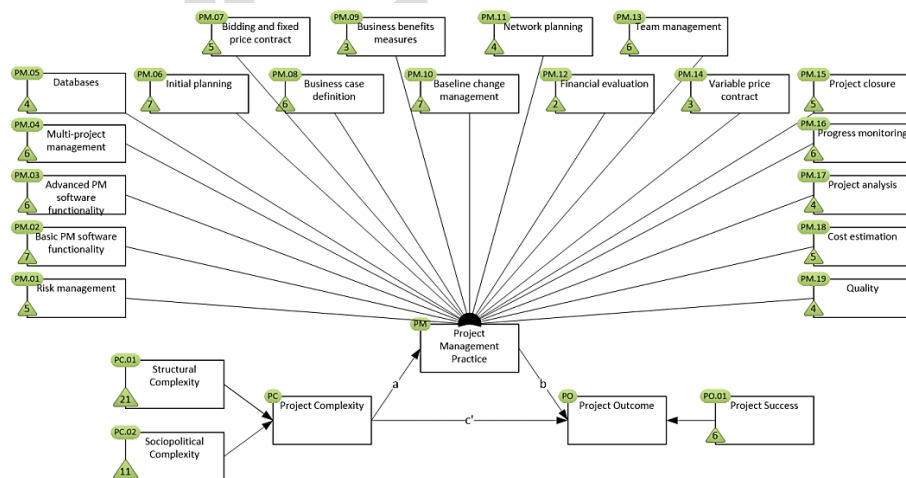 PM.07
Bidding and fixed
price contract
5
PM.09
Business benefits
measures
3
PM.11
Network planning
4
PM.13
Team management
6
PM.05
Databases
4
PM.06
Initial planning
7
PM.08
Business case
definition
6
PM.10
Baseline change
management
7
PM.12
Financial evaluation
2
PM.14
Variable price
contract
3
PM.15
Project closure
5
PM.04
Multi-project
management
6
PM.16
Progress monitoring
6
PM.03
Advanced PM
software
functionality
6
PM.17
Project analysis
4
PM.02
Basic PM software
functionality
7
PM.18
Cost estimation
5
PM.01
Risk management
5
PM.19
Quality
4
PM
Project
Management
Practice
PC.01
Structural
Complexity
21
a
b
PC
Project Complexity
c'
PO
Project Outcome
PO.01
Project Success
6
PC.02
Sociopolitical
Complexity
11